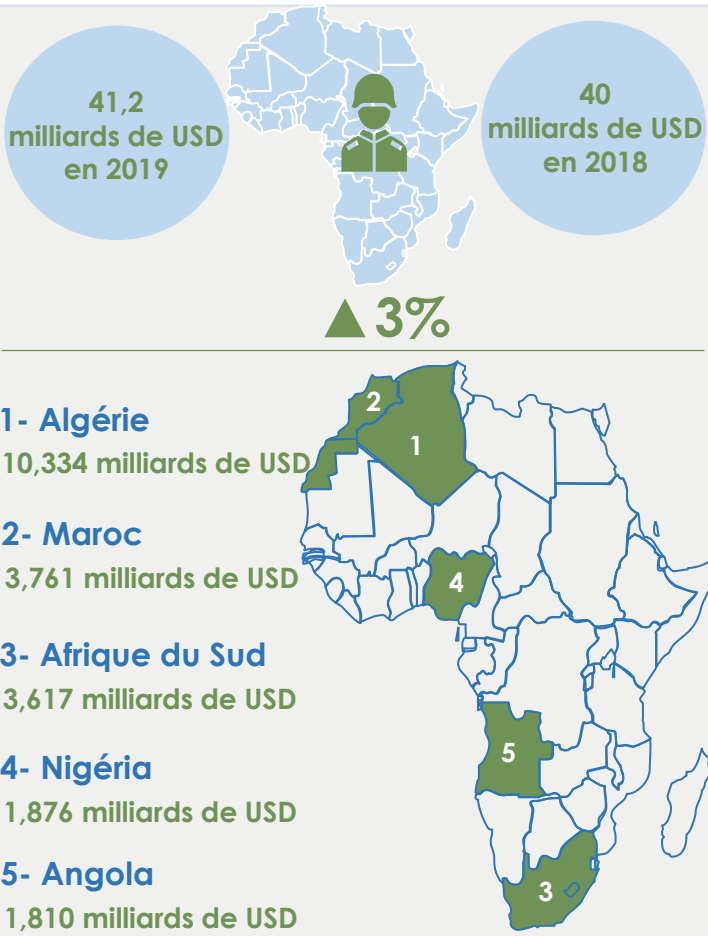 41,2
milliards de USD
en 2019
40
milliards de USD
en 2018
▲ 3%
1- Algérie
10,334 milliards de USD
2- Maroc
3,761 milliards de USD
3- Afrique du Sud
3,617 milliards de USD
4- Nigéria
1,876 milliards de USD
5- Angola
1,810 milliards de USD
2
1
4
5
3